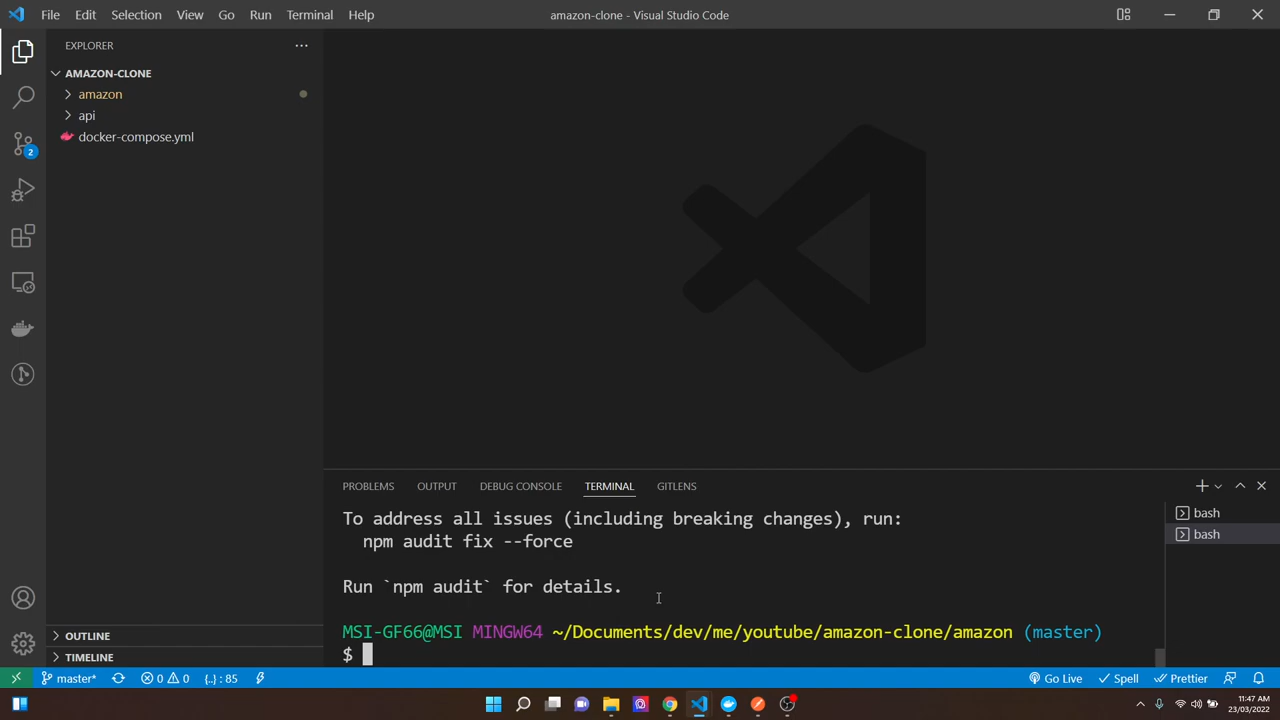 File Edit Selection View Go Run Terminal Help
amazon-clone - Visual Studio Code
EXPLORER
AMAZON-CLONE
amazon
api
docker-compose.yml
2
PROBLEMS OUTPUT DEBUG CONSOLE TERMINAL GITLENS
To address all issues (including breaking changes), run:
npm audit fix --force
Run `npm audit` for details.
MSI-GF66@MSI MINGW64 ~/Documents/dev/me/youtube/amazon-clone/amazon (master)
$
bash
bash
OUTLINE
TIMELINE
master* 0 0 {..} : 85 Go Live Spell Prettier
11:47 AM
23/03/2022